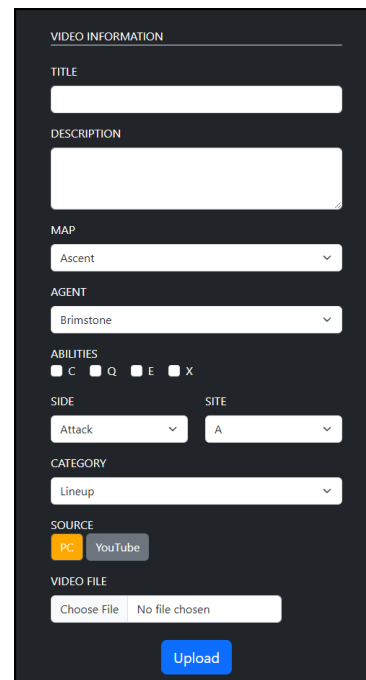 VIDEO INFORMATION
TITLE
DESCRIPTION
MAP
Ascent
AGENT
Brimstone
ABILITIES
C Q E X
SIDE SITE
Attack A
CATEGORY
Lineup
SOURCE
PC YouTube
VIDEO FILE
Choose File No file chosen
Upload